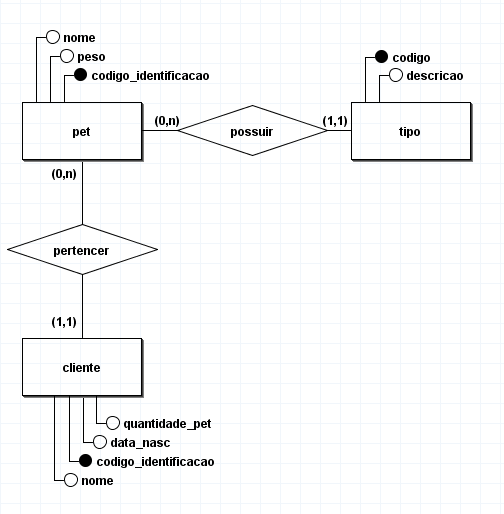 nome
peso
codigo_identificacao
codigo
descricao
pet
(0,n)
possuir
(1,1)
tipo
(0,n)
pertencer
(1,1)
cliente
quantidade_pet
data_nasc
codigo_identificacao
nome